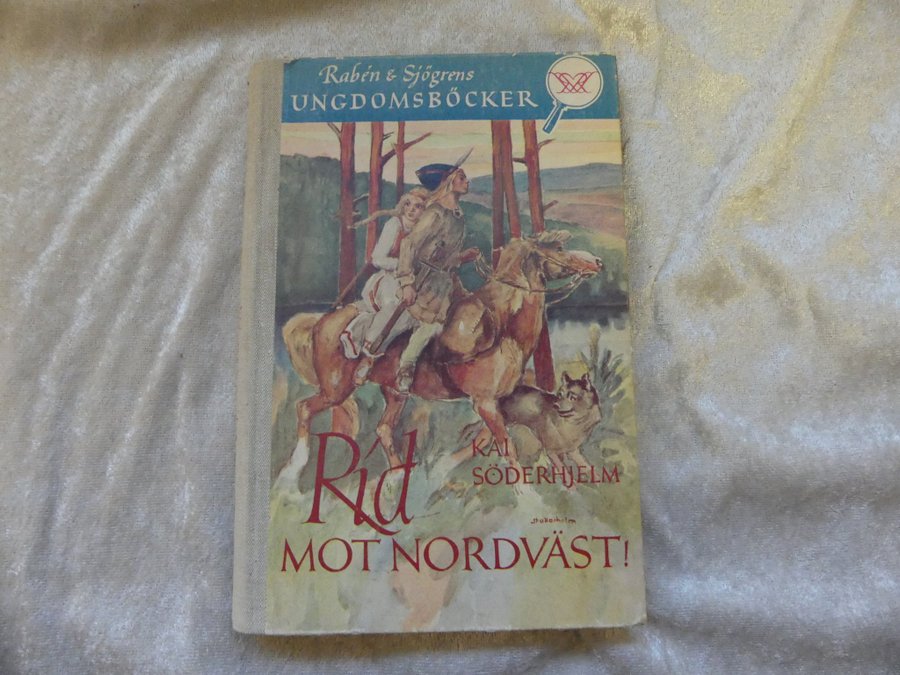 Rabén & Sjögrens
UNGDOMSBÖCKER
KAI
SÖDERHJELM
Rid
MOT NORDVÄST!